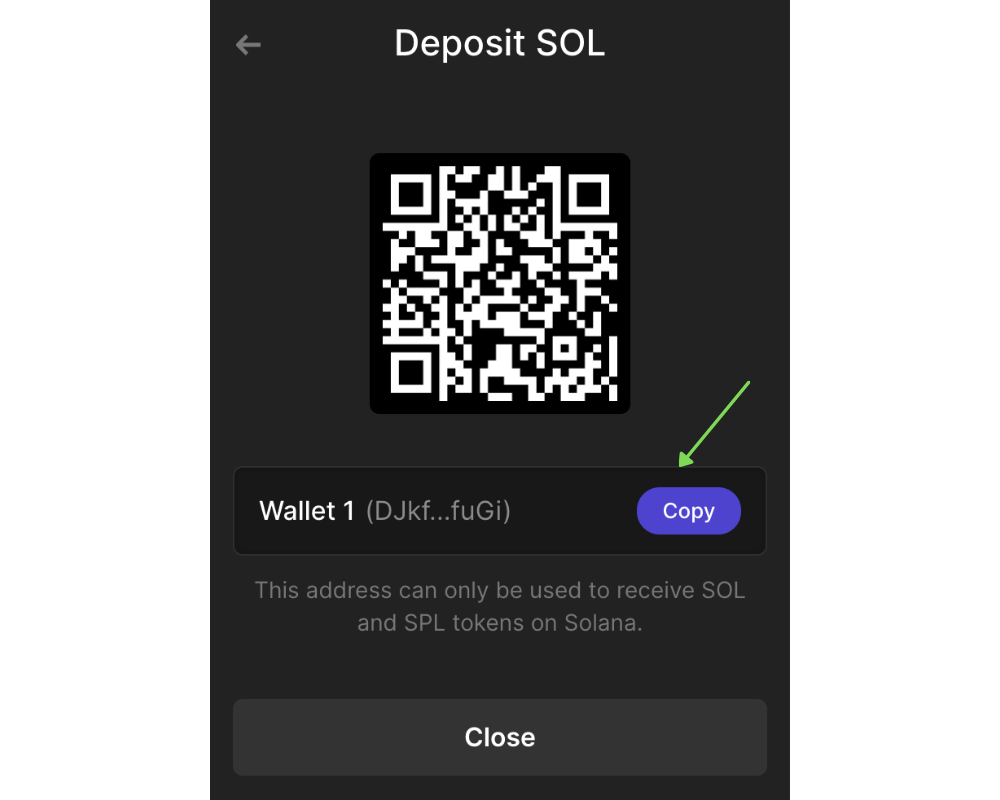 Deposit SOL
Wallet 1 (DJkf...fuGi)
Copy
This address can only be used to receive SOL
and SPL tokens on Solana.
Close